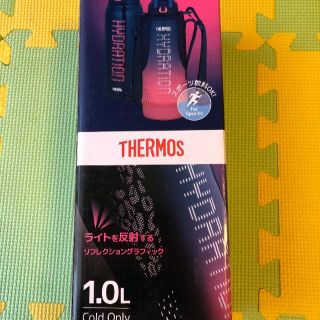 HYDRATION
THERMOS
HYDRATION
スポーツ飲料OK!
for
Sports
THERMOS
HYDRA
ライトを反射する
リフレクショングラフィック
1.0L
Cold Only